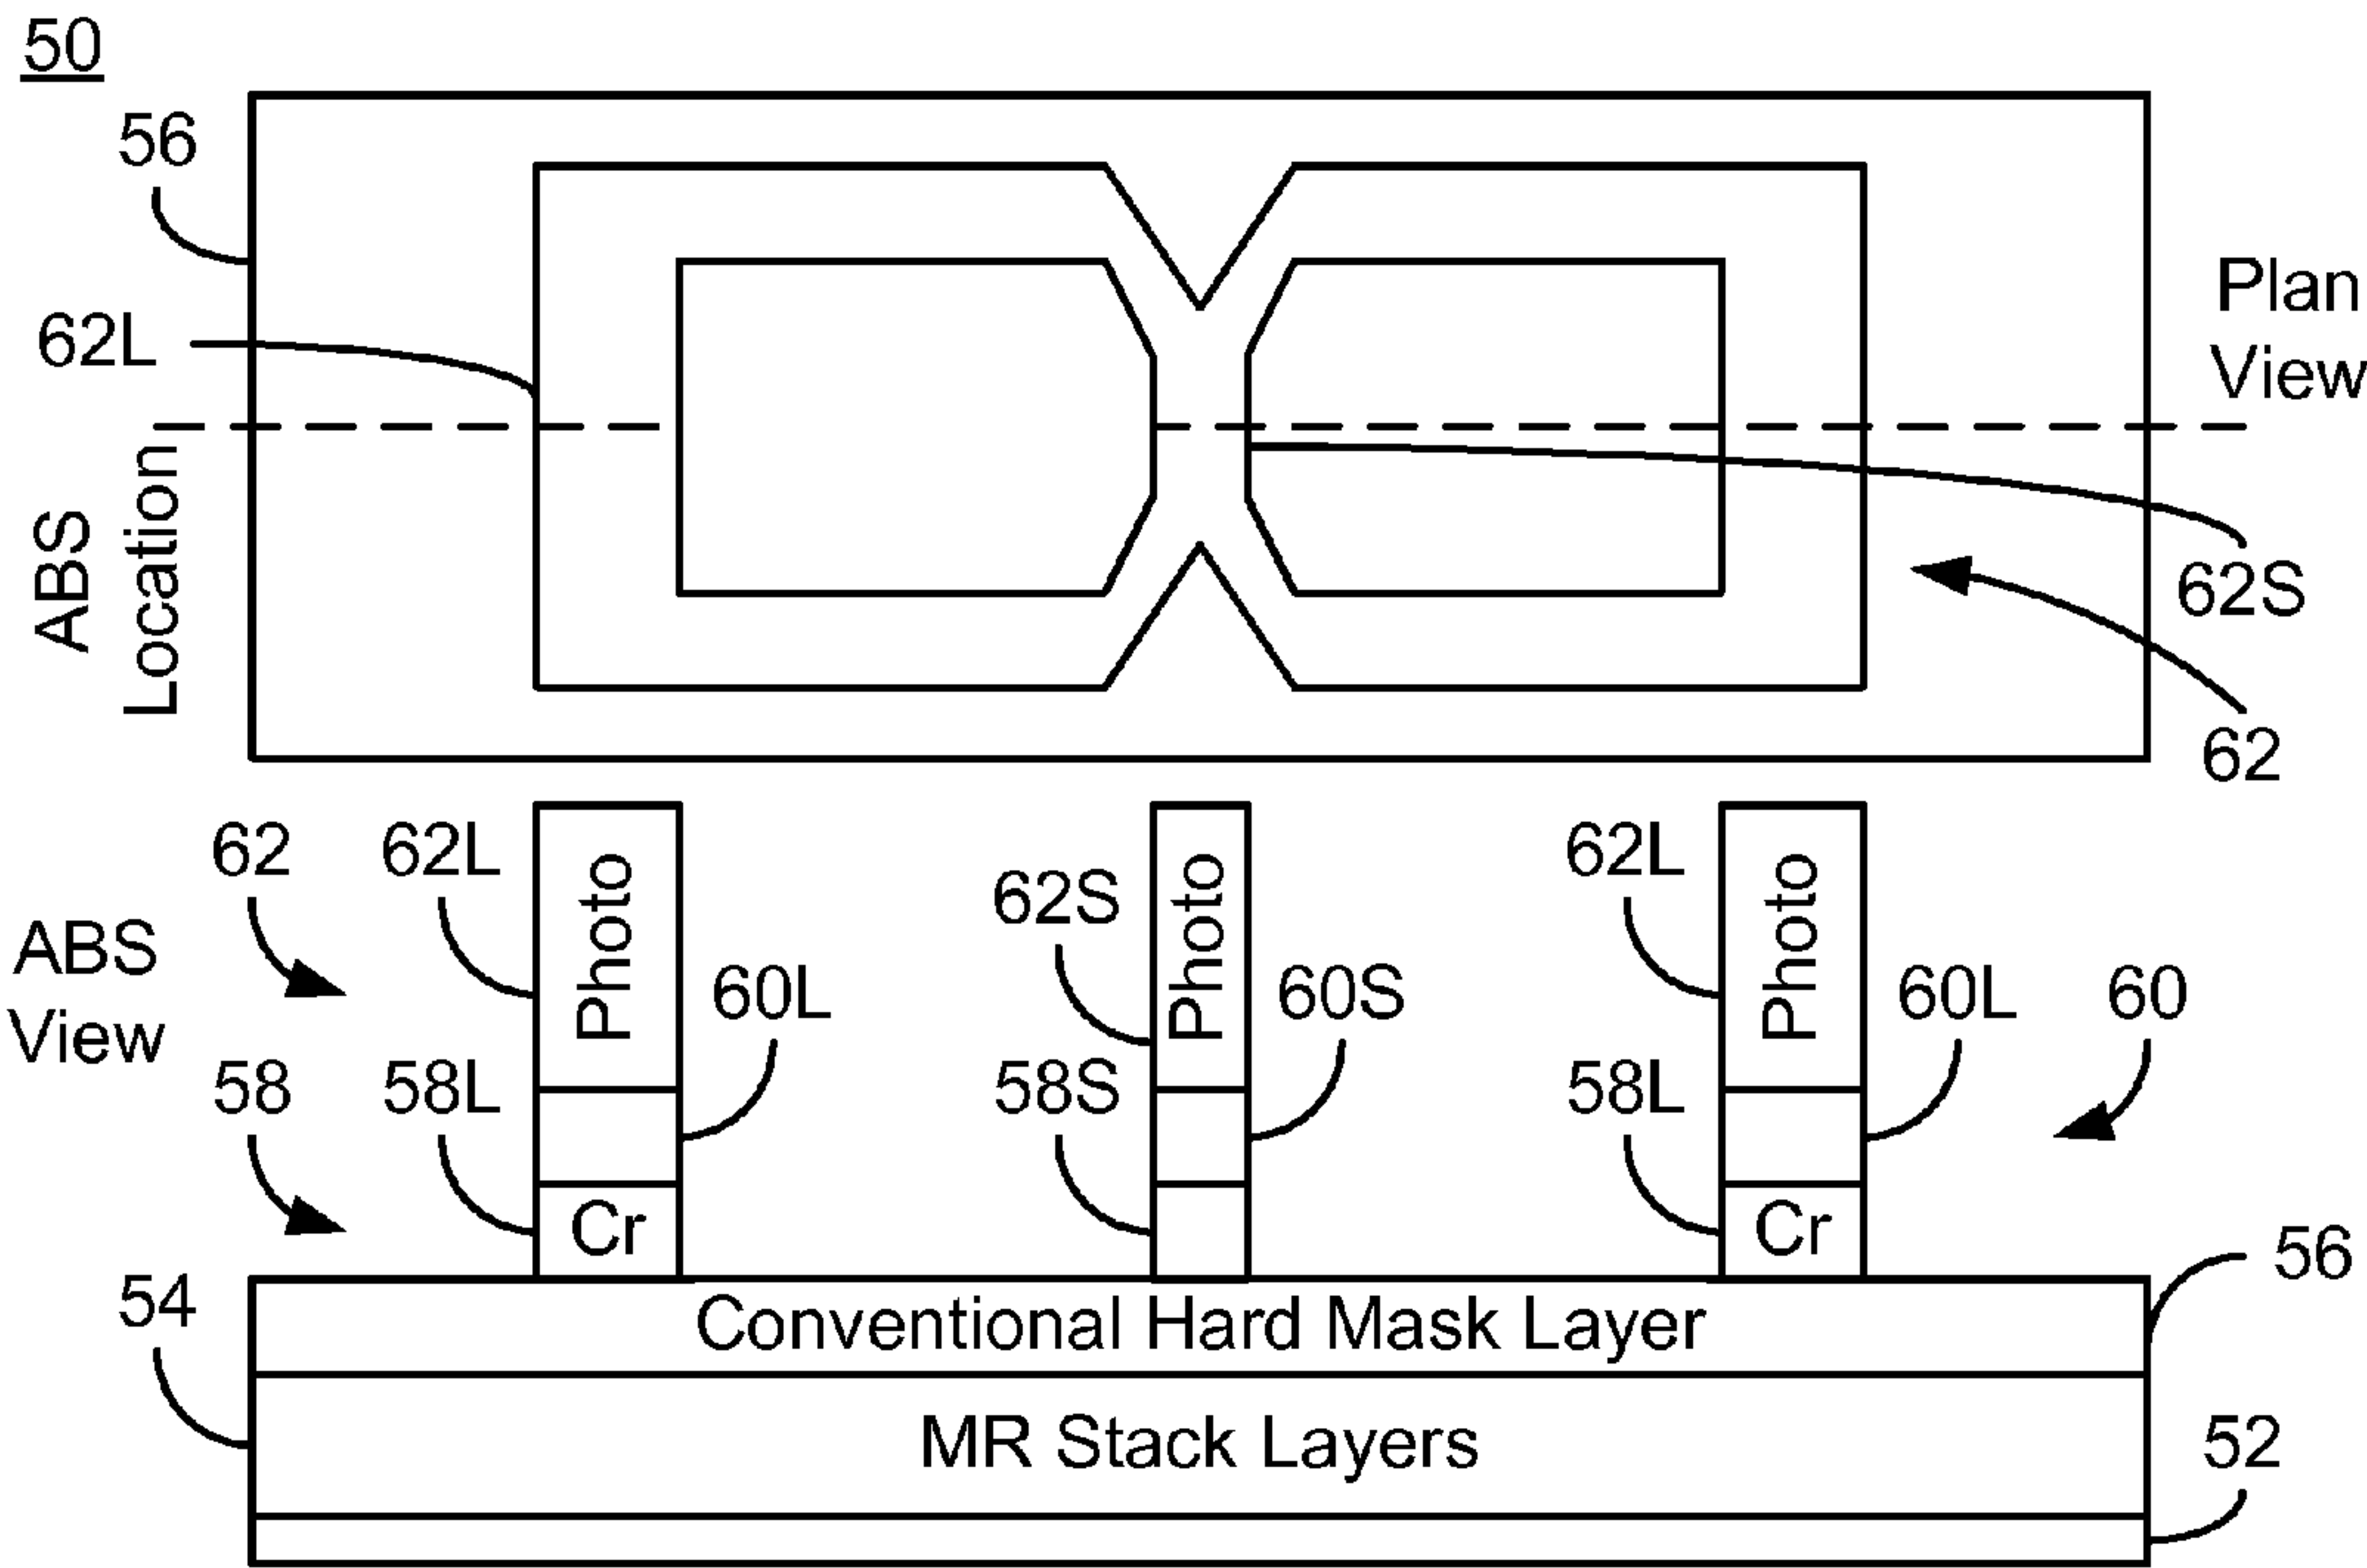 50
56
62L
Plan
View
ABS
Location
62S
62
62
62L
Photo
62S
Photo
62L
Photo
ABS
View
60L
60S
60L
60
58
58L
58S
58L
Cr
Cr
54
56
Conventional Hard Mask Layer
MR Stack Layers
52